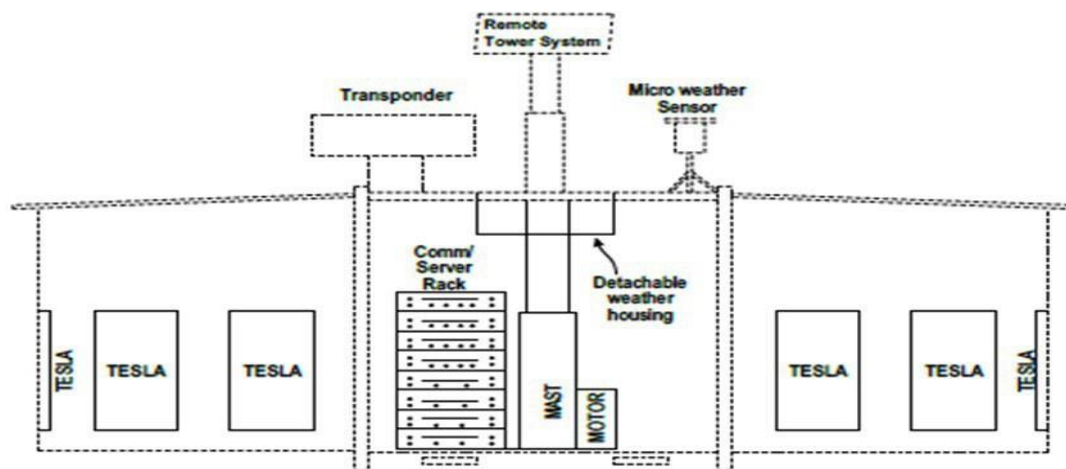 Remote
Tower System
Transponder
Micro weather
Sensor
Comm/
Server
Rack
Detachable
weather
housing
TESLA
TESLA
TESLA
MAST
MOTOR
TESLA
TESLA
TESLA